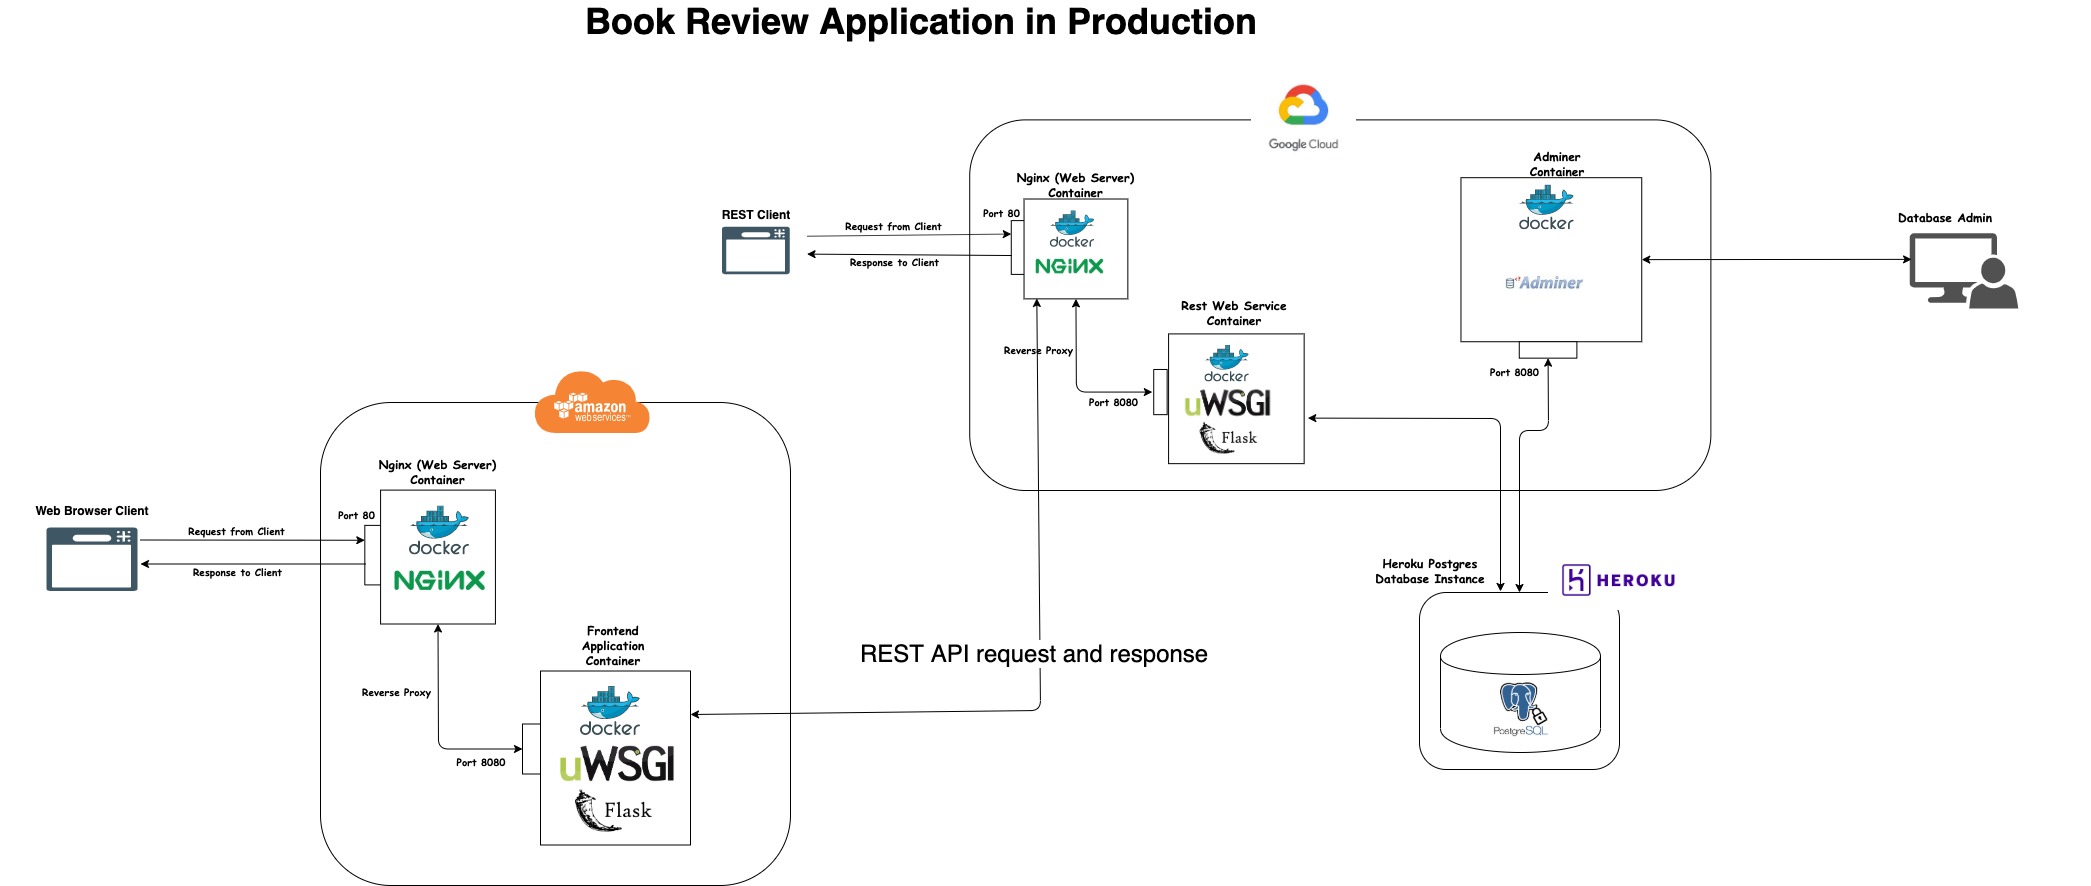 Book Review Application in Production
Google Cloud
Nginx (Web Server)
Container
Port 80
docker
NGINX
REST Client
Request from Client
Response to Client
Reverse Proxy
Port 8080
Rest Web Service
Container
docker
uWSGI
Flask
Adminer
Container
docker
Adminer
Port 8080
Database Admin
amazon
web services™
Nginx (Web Server)
Container
Port 80
docker
NGINX
Web Browser Client
Request from Client
Response to Client
Reverse Proxy
Port 8080
Frontend
Application
Container
docker
uWSGI
Flask
REST API request and response
Heroku Postgres
Database Instance
HEROKU
PostgreSQL